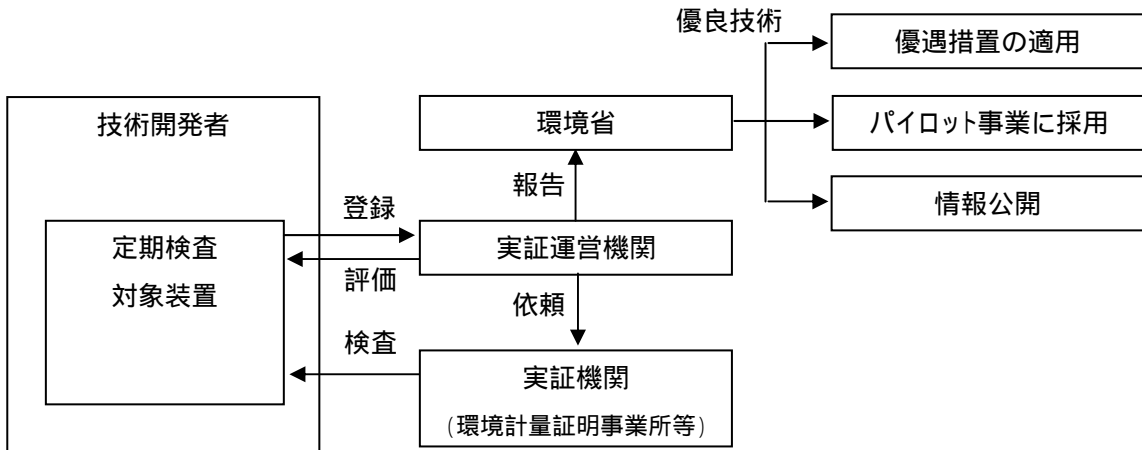 優良技術
優遇措置の適用
技術開発者
環境省
パイロット事業に採用
報告
登録
情報公開
定期検査
対象装置
実証運営機関
評価
依頼
検査
実証機関
(環境計量証明事業所等)